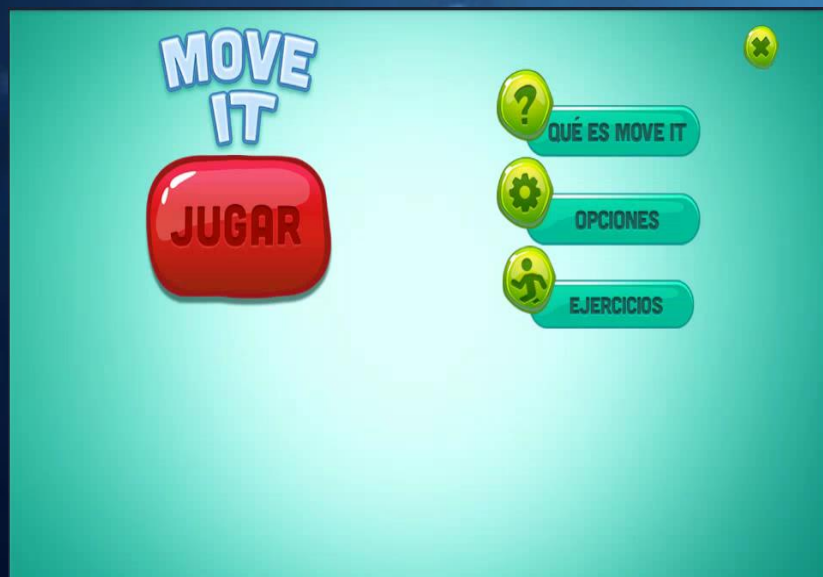 MOVE
IT
JUGAR
QUÉ ES MOVE IT
OPCIONES
EJERCICIOS